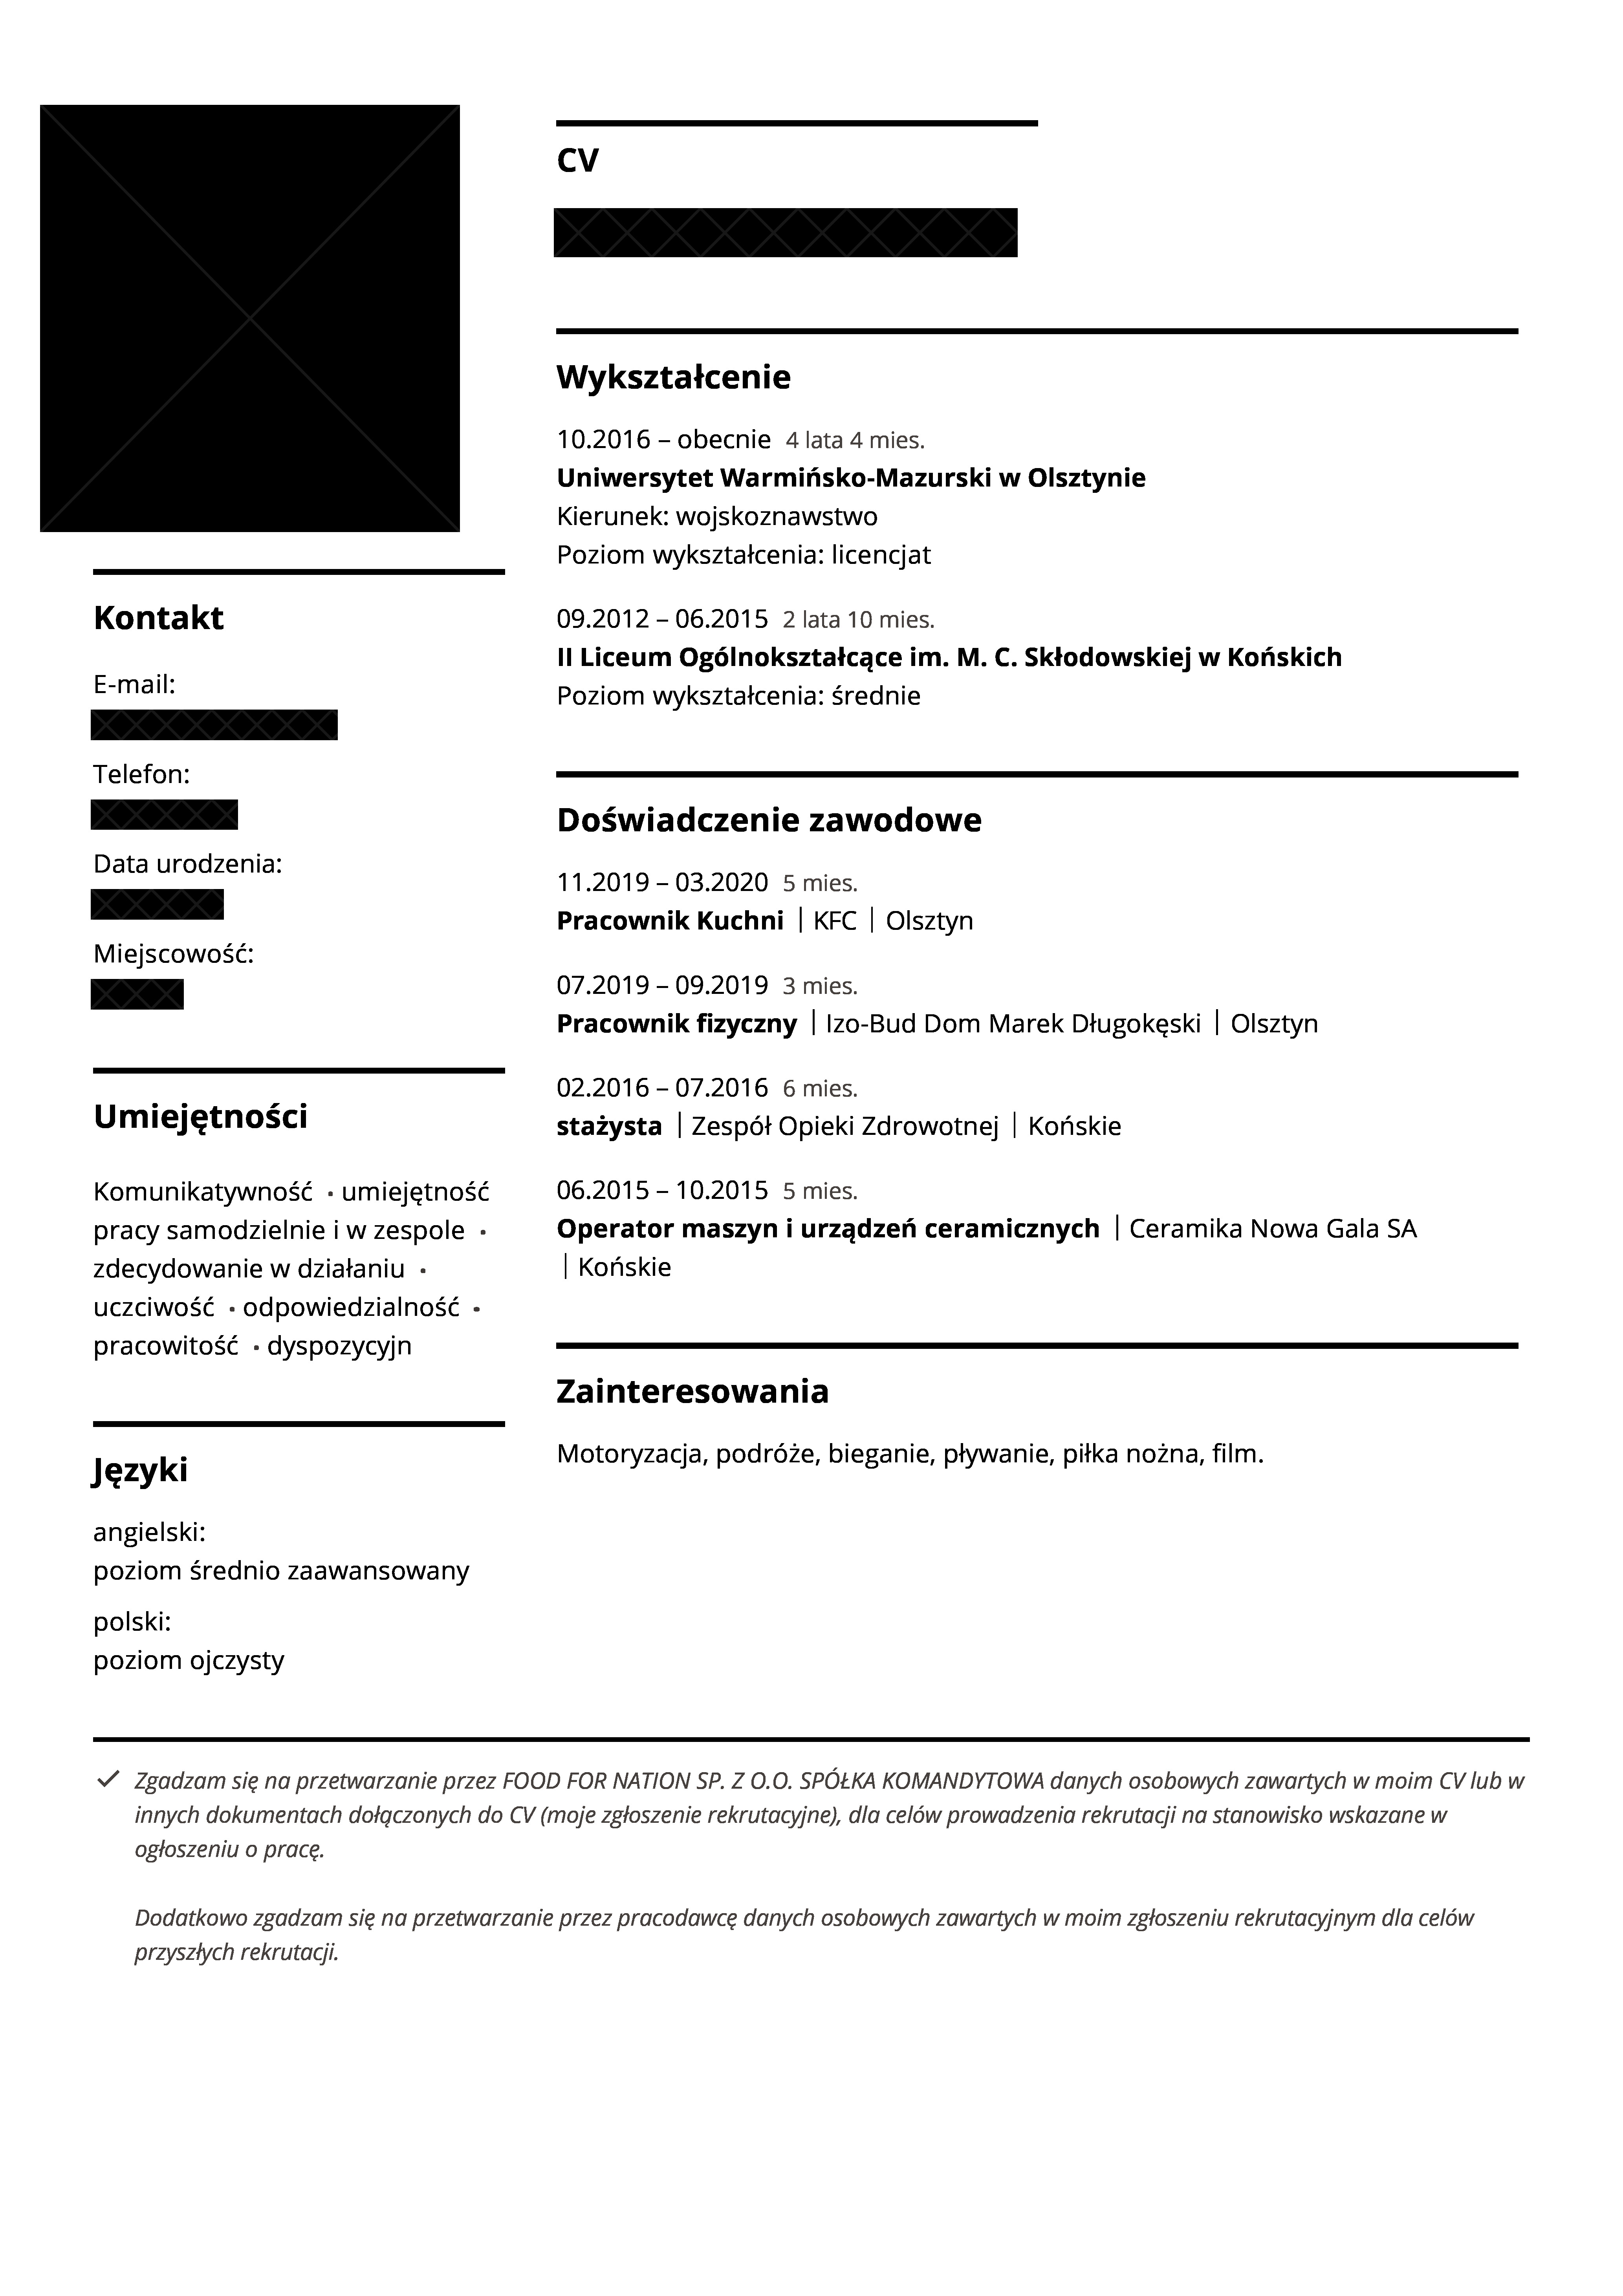 CV
Kontakt
E-mail:
Telefon:
Data urodzenia:
Miejscowość:
Umiejętności
Komunikatywność • umiejętność
pracy samodzielnie i w zespole •
zdecydowanie w działaniu •
uczciwość • odpowiedzialność •
pracowitość • dyspozycyjn
Języki
angielski:
poziom średnio zaawansowany
polski:
poziom ojczysty
Wykształcenie
10.2016 – obecnie 4 lata 4 mies.
Uniwersytet Warmińsko-Mazurski w Olsztynie
Kierunek: wojskoznawstwo
Poziom wykształcenia: licencjat
09.2012 – 06.2015 2 lata 10 mies.
II Liceum Ogólnokształcące im. M. C. Skłodowskiej w Końskich
Poziom wykształcenia: średnie
Doświadczenie zawodowe
11.2019 – 03.2020 5 mies.
Pracownik Kuchni | KFC | Olsztyn
07.2019 – 09.2019 3 mies.
Pracownik fizyczny | Izo-Bud Dom Marek Długokęski | Olsztyn
02.2016 – 07.2016 6 mies.
stażysta | Zespół Opieki Zdrowotnej | Końskie
06.2015 – 10.2015 5 mies.
Operator maszyn i urządzeń ceramicznych | Ceramika Nowa Gala SA
| Końskie
Zainteresowania
Motoryzacja, podróże, bieganie, pływanie, piłka nożna, film.
✓ Zgadzam się na przetwarzanie przez FOOD FOR NATION SP. Z O.O. SPÓŁKA KOMANDYTOWA danych osobowych zawartych w moim CV lub w
innych dokumentach dołączonych do CV (moje zgłoszenie rekrutacyjne), dla celów prowadzenia rekrutacji na stanowisko wskazane w
ogłoszeniu o pracę.
Dodatkowo zgadzam się na przetwarzanie przez pracodawcę danych osobowych zawartych w moim zgłoszeniu rekrutacyjnym dla celów
przyszłych rekrutacji.